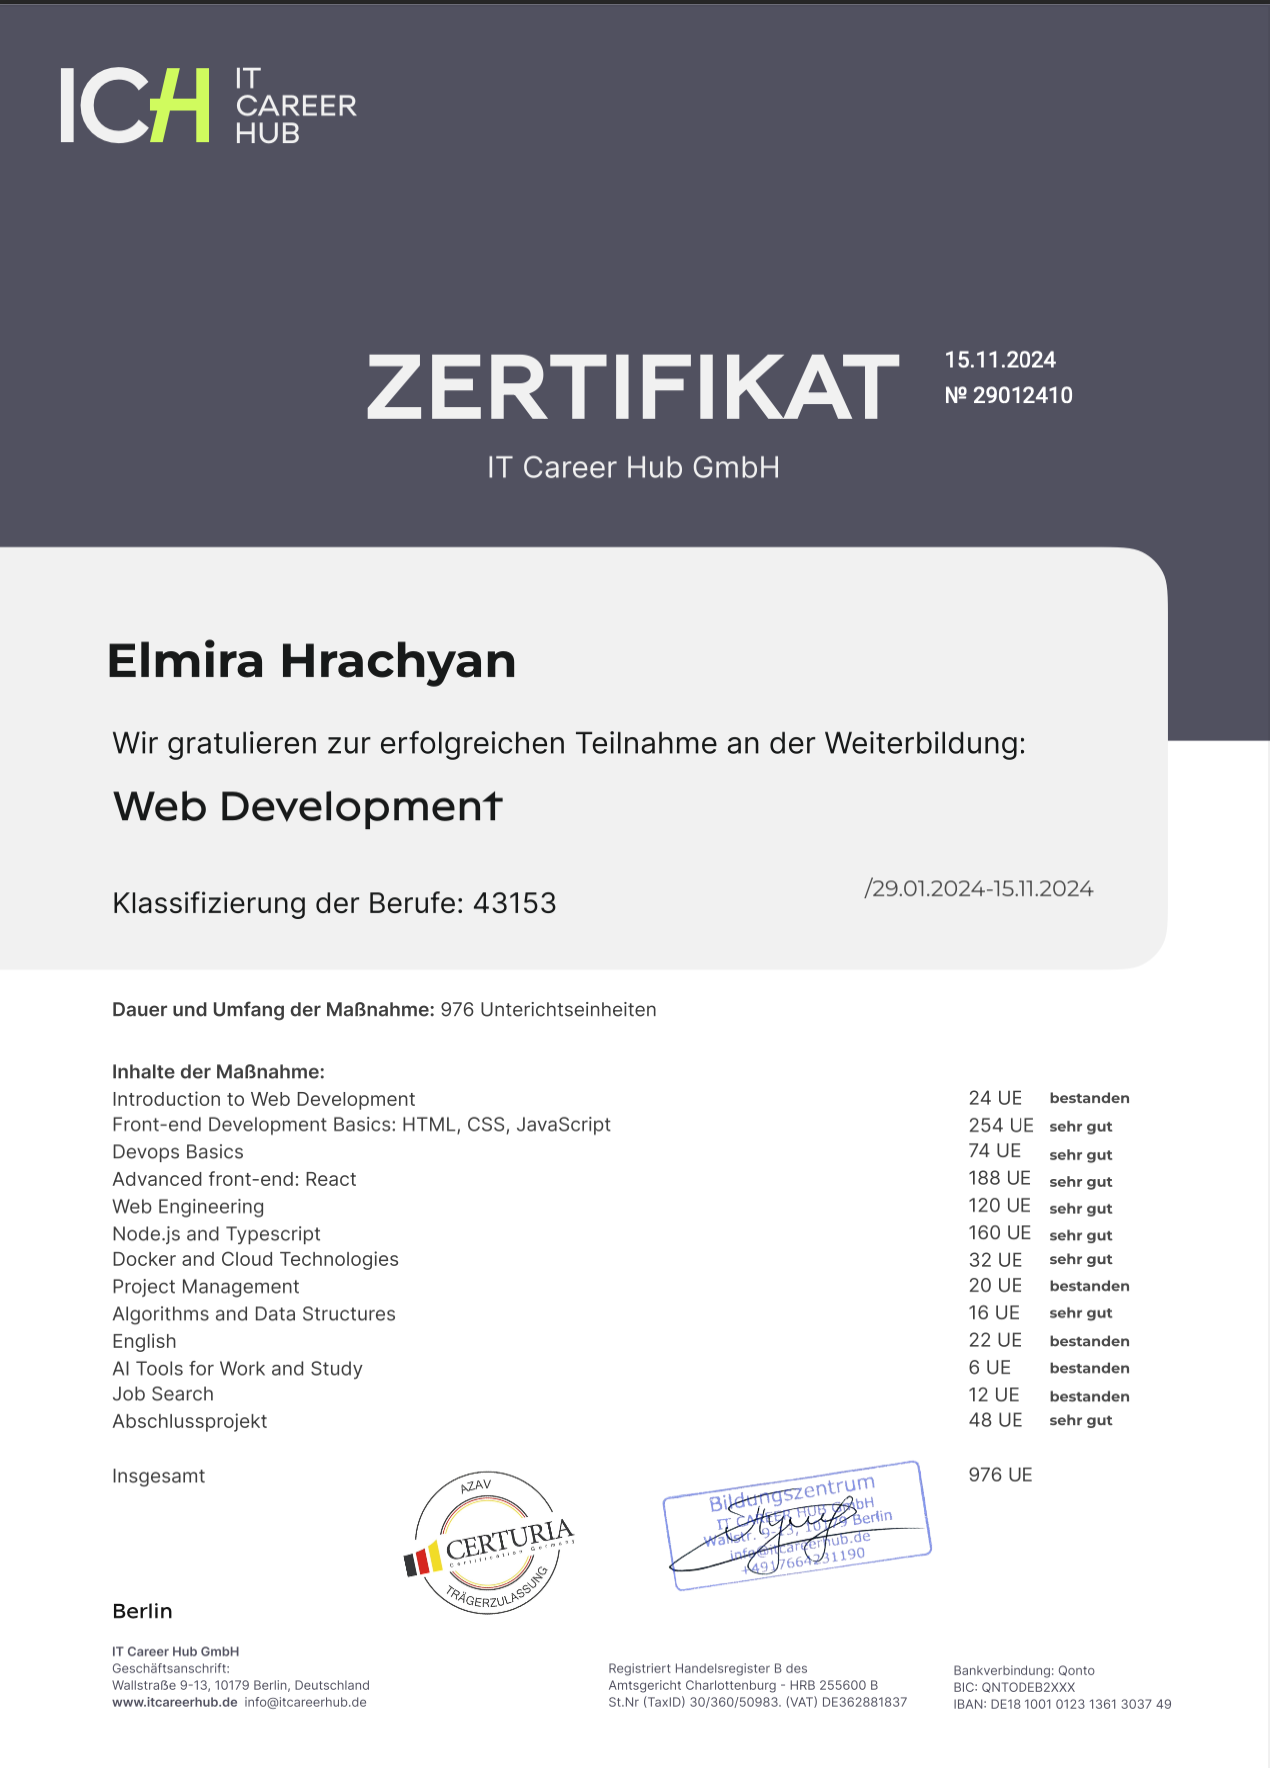 ICH
IT
CAREER
HUB
ZERTIFIKAT
15.11.2024
№ 29012410
IT Career Hub GmbH
Elmira Hrachyan
Wir gratulieren zur erfolgreichen Teilnahme an der Weiterbildung:
Web Development
Klassifizierung der Berufe: 43153
/29.01.2024-15.11.2024
Dauer und Umfang der Maßnahme: 976 Unterichtseinheiten
Inhalte der Maßnahme:
Introduction to Web Development 24 UE bestanden
Front-end Development Basics: HTML, CSS, JavaScript 254 UE sehr gut
Devops Basics 74 UE sehr gut
Advanced front-end: React 188 UE sehr gut
Web Engineering 120 UE sehr gut
Node.js and Typescript 160 UE sehr gut
Docker and Cloud Technologies 32 UE sehr gut
Project Management 20 UE bestanden
Algorithms and Data Structures 16 UE sehr gut
English 22 UE bestanden
AI Tools for Work and Study 6 UE bestanden
Job Search 12 UE bestanden
Abschlussprojekt 48 UE sehr gut
Insgesamt 976 UE
AZAV
CERTURIA
Certification Germany
TRÄGERZULASSUNG
Bildungszentrum
IT CAREER HUB GmbH
Wallstr. 9-13, 10179 Berlin
info@itcareerhub.de
+4917664231190
Berlin
IT Career Hub GmbH
Geschäftsanschrift:
Wallstraße 9-13, 10179 Berlin, Deutschland
www.itcareerhub.de info@itcareerhub.de
Registriert Handelsregister B des
Amtsgericht Charlottenburg - HRB 255600 B
St.Nr (TaxID) 30/360/50983. (VAT) DE362881837
Bankverbindung: Qonto
BIC: QNTODEB2XXX
IBAN: DE18 1001 0123 1361 3037 49